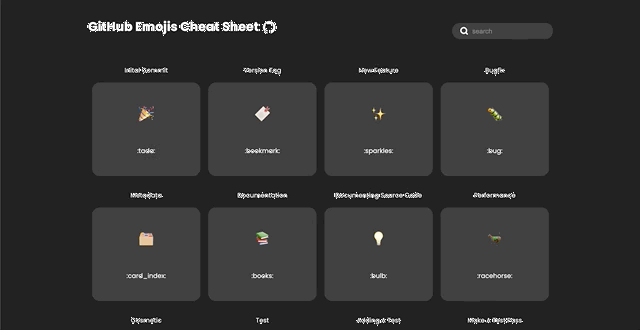 GitHub Emojis Cheat Sheet
search
Initial Commit
Version Tag
New Feature
Bugfix
:tada:
:bookmark:
:sparkles:
:bug:
Metadata
Documentation
Documenting Source Code
Performance
:card_index:
:books:
:bulb:
:racehorse:
Cosmetic
Test
Adding a Test
Make a Test Pass